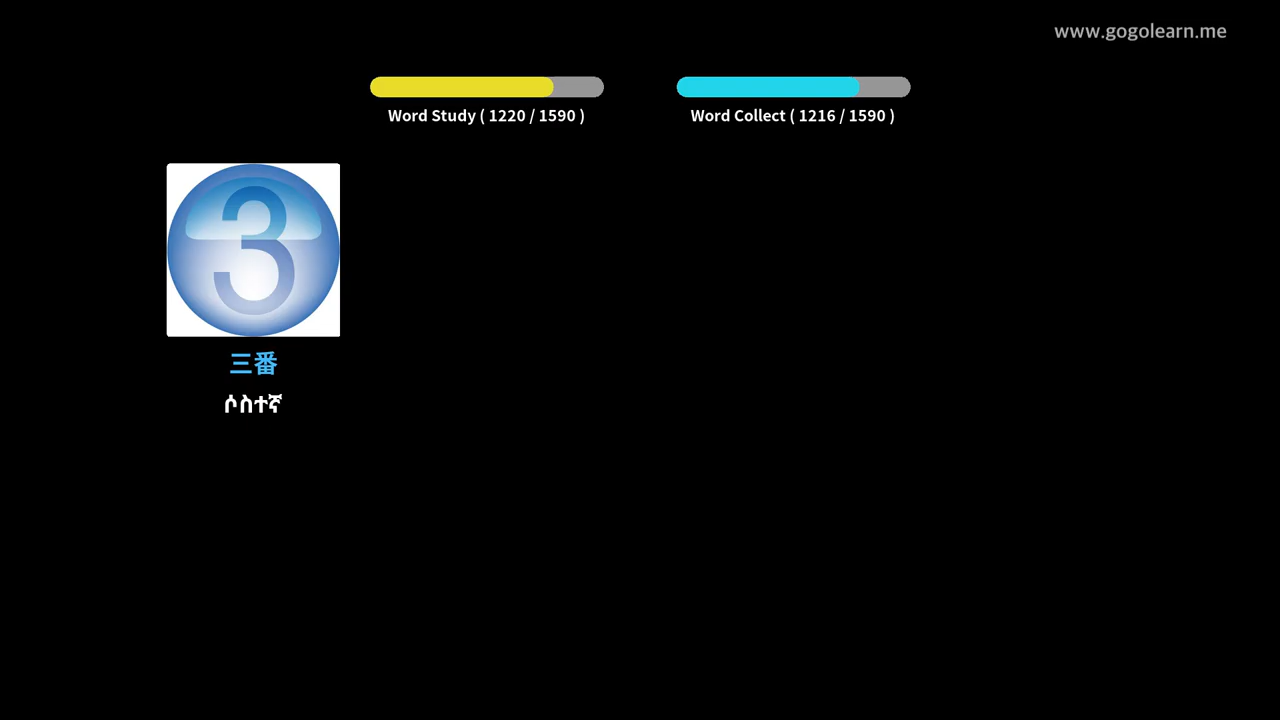 www.gogolearn.me
Word Study ( 1220 / 1590 )
Word Collect ( 1216 / 1590 )
3
三番
ሶስተኛ